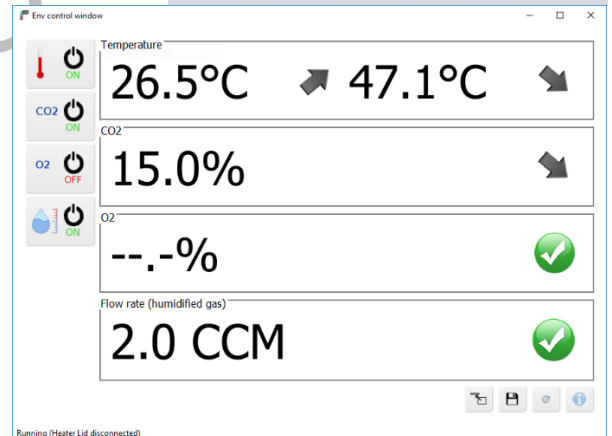 Env control window
Temperature
ON
26.5°C 47.1°C
CO2
ON
CO2
15.0%
O2
OFF
O2
--.-%
ON
Flow rate (humidified gas)
2.0 CCM
Running (Heater Lid disconnected)